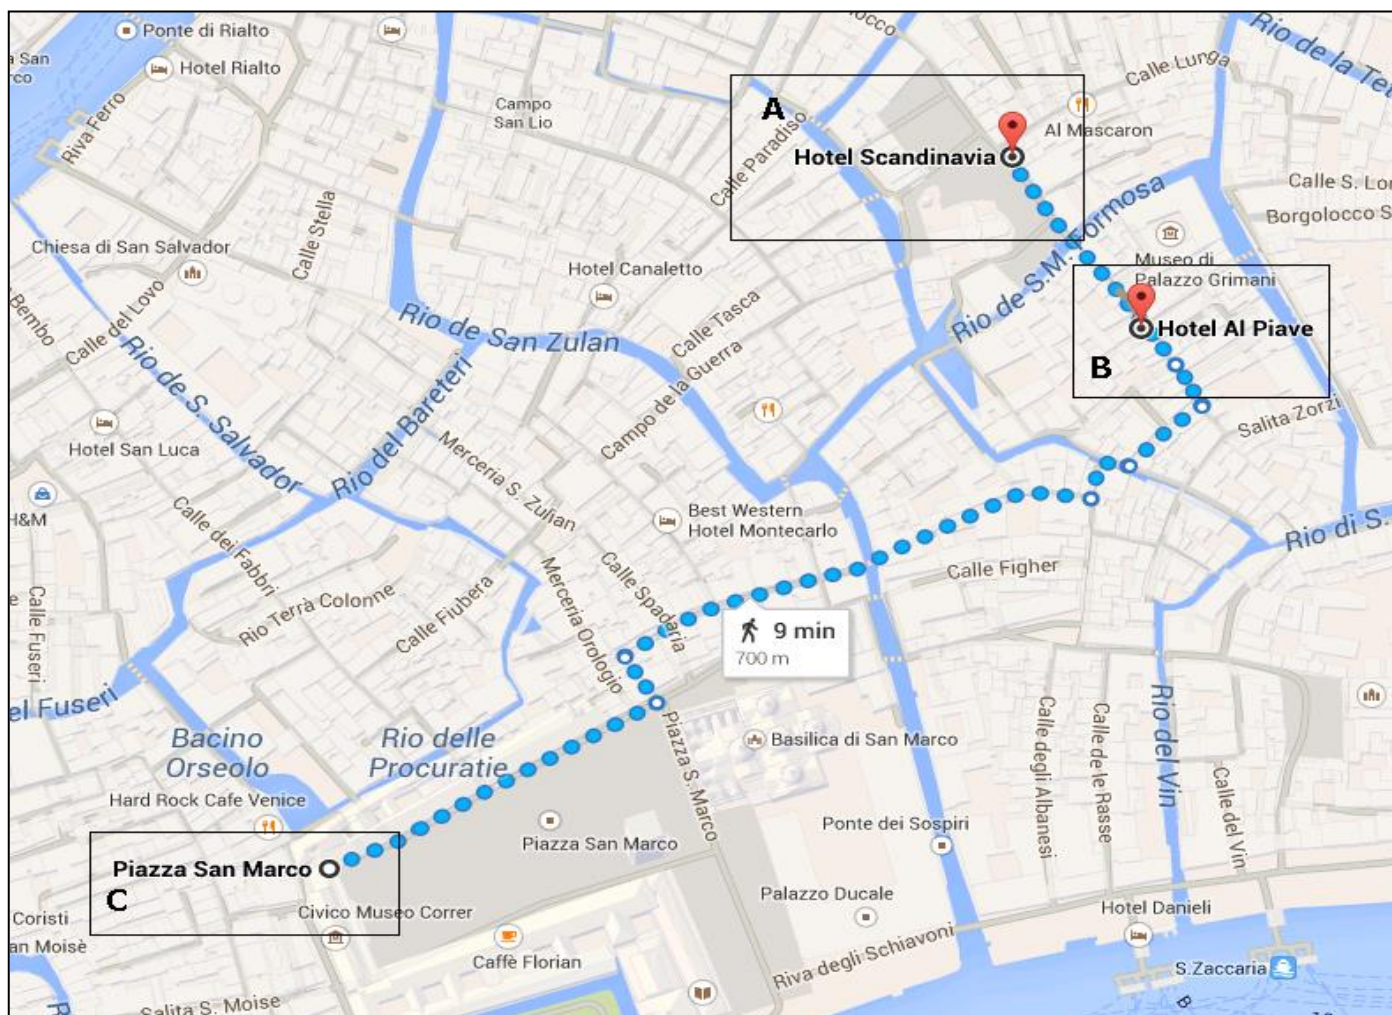 Ponte di Rialto
Hotel Rialto
Riva Ferro
Campo
San Lio
Calle Paradiso
A
Hotel Scandinavia
Calle Lunga
Al Mascaron
Rio de la Tet
Calle S. Lor
Borgolocco S
Chiesa di San Salvador
Calle Stella
Hotel Canaletto
Rio de S.M. Formosa
Museo di
Palazzo Grimani
Hotel Al Piave
B
Bembo
Calle del Lovo
Rio de San Zulan
Calle Tasca
Campo de la Guerra
Rio de S. Salvador
Rio del Bareteri
Salita Zorzi
Hotel San Luca
Merceria S. Zulian
H&M
Best Western
Hotel Montecarlo
Rio di S.
Calle dei Fabbri
Calle Fuseri
Rio Terrà Colonne
Calle Fiubera
Merceria Orologio
Calle Spadaria
Calle Figher
9 min
700 m
el Fuseri
Bacino
Orseolo
Rio delle
Procuratie
Piazza S. Marco
Basilica di San Marco
Calle degli Albanesi
Calle de le Rasse
Rio del Vin
Calle del Vin
Hard Rock Cafe Venice
Piazza San Marco
Ponte dei Sospiri
Piazza San Marco
C
Civico Museo Correr
Palazzo Ducale
Hotel Danieli
Coristi
an Moisè
Caffè Florian
Riva degli Schiavoni
S.Zaccaria
Salita S. Moise
B